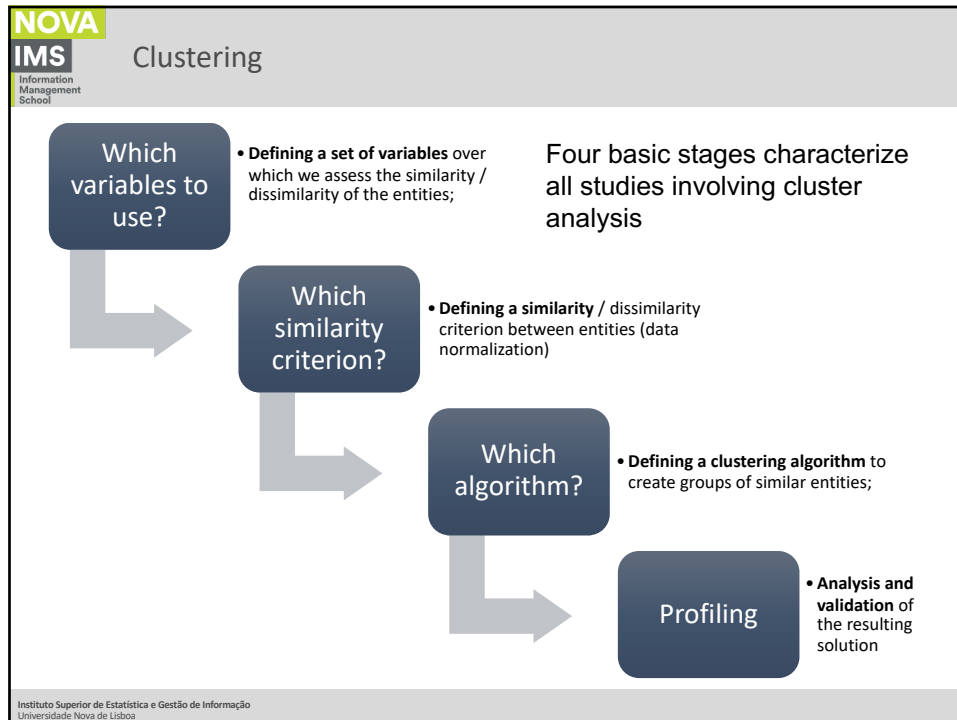 NOVA
IMS
Information
Management
School
Clustering
Which
variables to
use?
• Defining a set of variables over
which we assess the similarity /
dissimilarity of the entities;
Four basic stages characterize
all studies involving cluster
analysis
Which
similarity
criterion?
• Defining a similarity / dissimilarity
criterion between entities (data
normalization)
Which
algorithm?
• Defining a clustering algorithm to
create groups of similar entities;
Profiling
• Analysis and
validation of
the resulting
solution
Instituto Superior de Estatística e Gestão de Informação
Universidade Nova de Lisboa